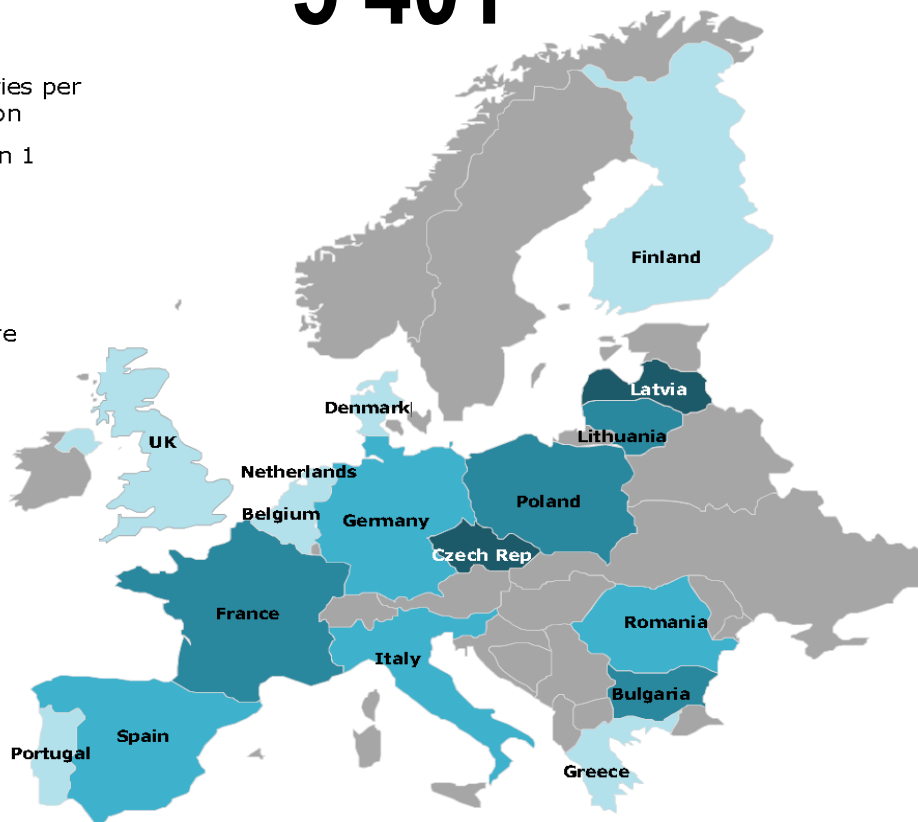 ies per
on
n 1
re
Finland
Latvia
Denmark
Lithuania
UK
Netherlands
Poland
Belgium
Germany
Czech Rep
France
Romania
Italy
Bulgaria
Spain
Portugal
Greece